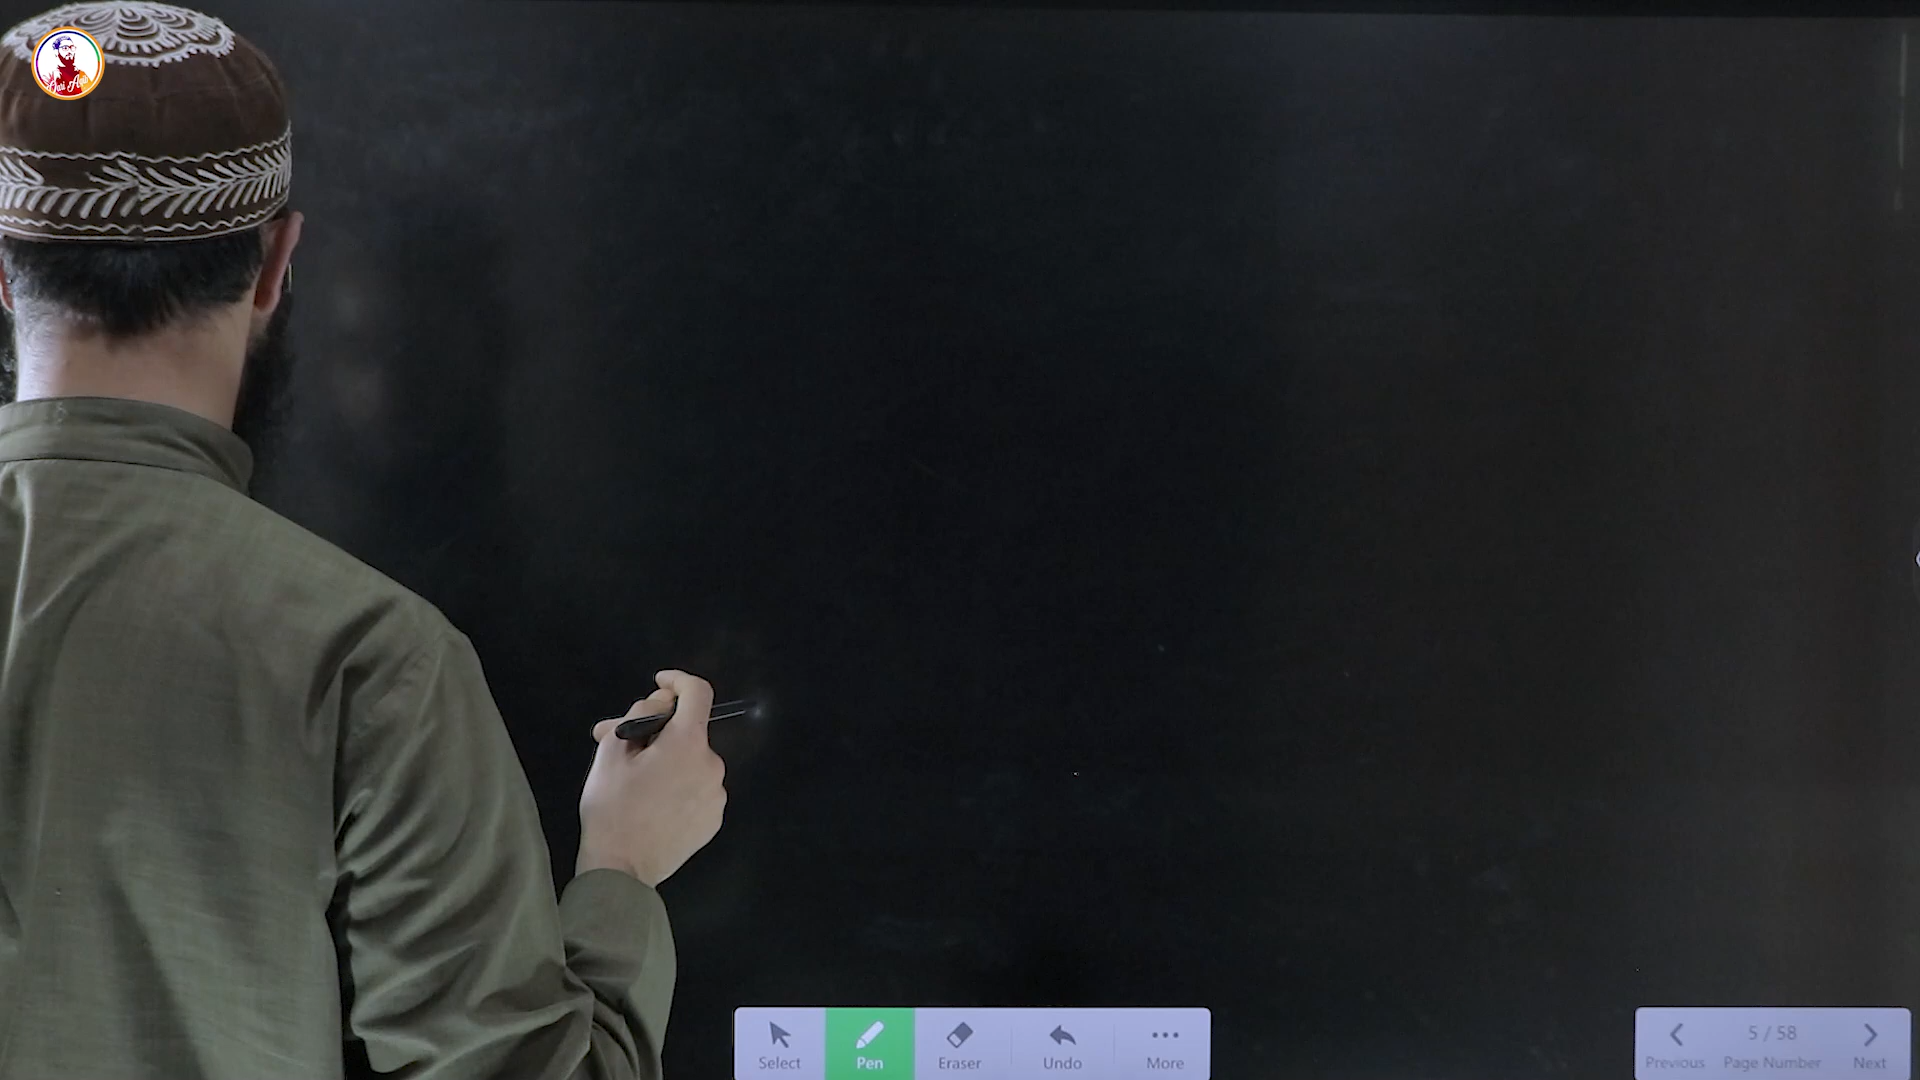 Select
Pen
Eraser
Undo
More
Previous
5 / 58
Page Number
Next